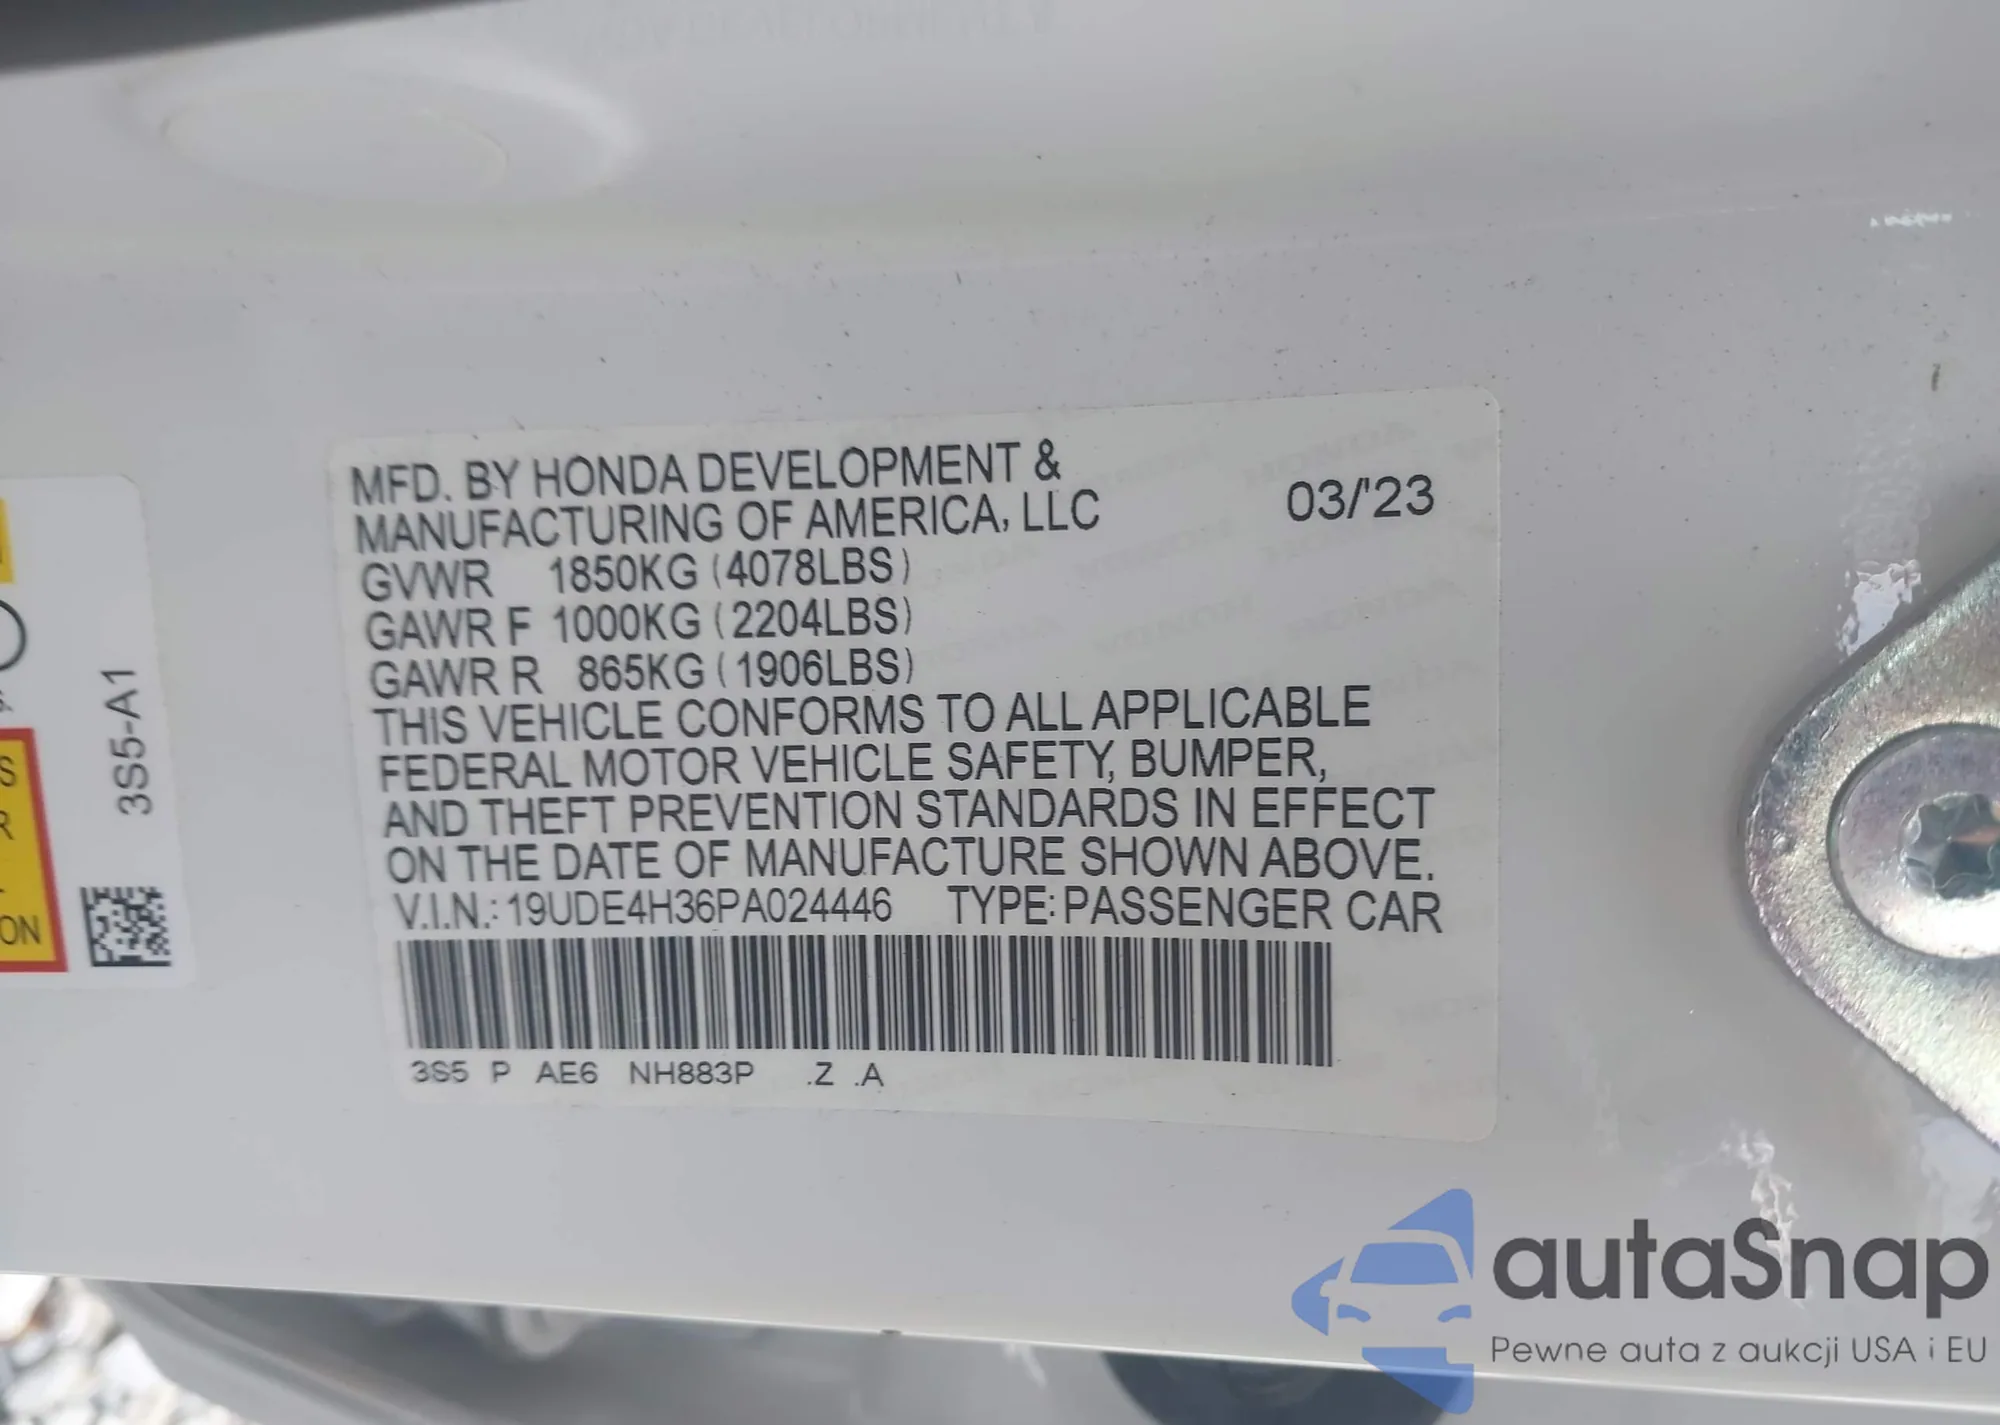 MFD. BY HONDA DEVELOPMENT &
MANUFACTURING OF AMERICA, LLC
03/'23
GVWR 1850KG (4078LBS)
GAWR F 1000KG (2204LBS)
GAWR R 865KG (1906LBS)
THIS VEHICLE CONFORMS TO ALL APPLICABLE
FEDERAL MOTOR VEHICLE SAFETY, BUMPER,
AND THEFT PREVENTION STANDARDS IN EFFECT
ON THE DATE OF MANUFACTURE SHOWN ABOVE.
V.I.N.: 19UDE4H36PA024446 TYPE: PASSENGER CAR
3S5 P AE6 NH883P .Z .A
3S5-A1
S
R
ON
autaSnap
Pewne auta z aukcji USA i EU